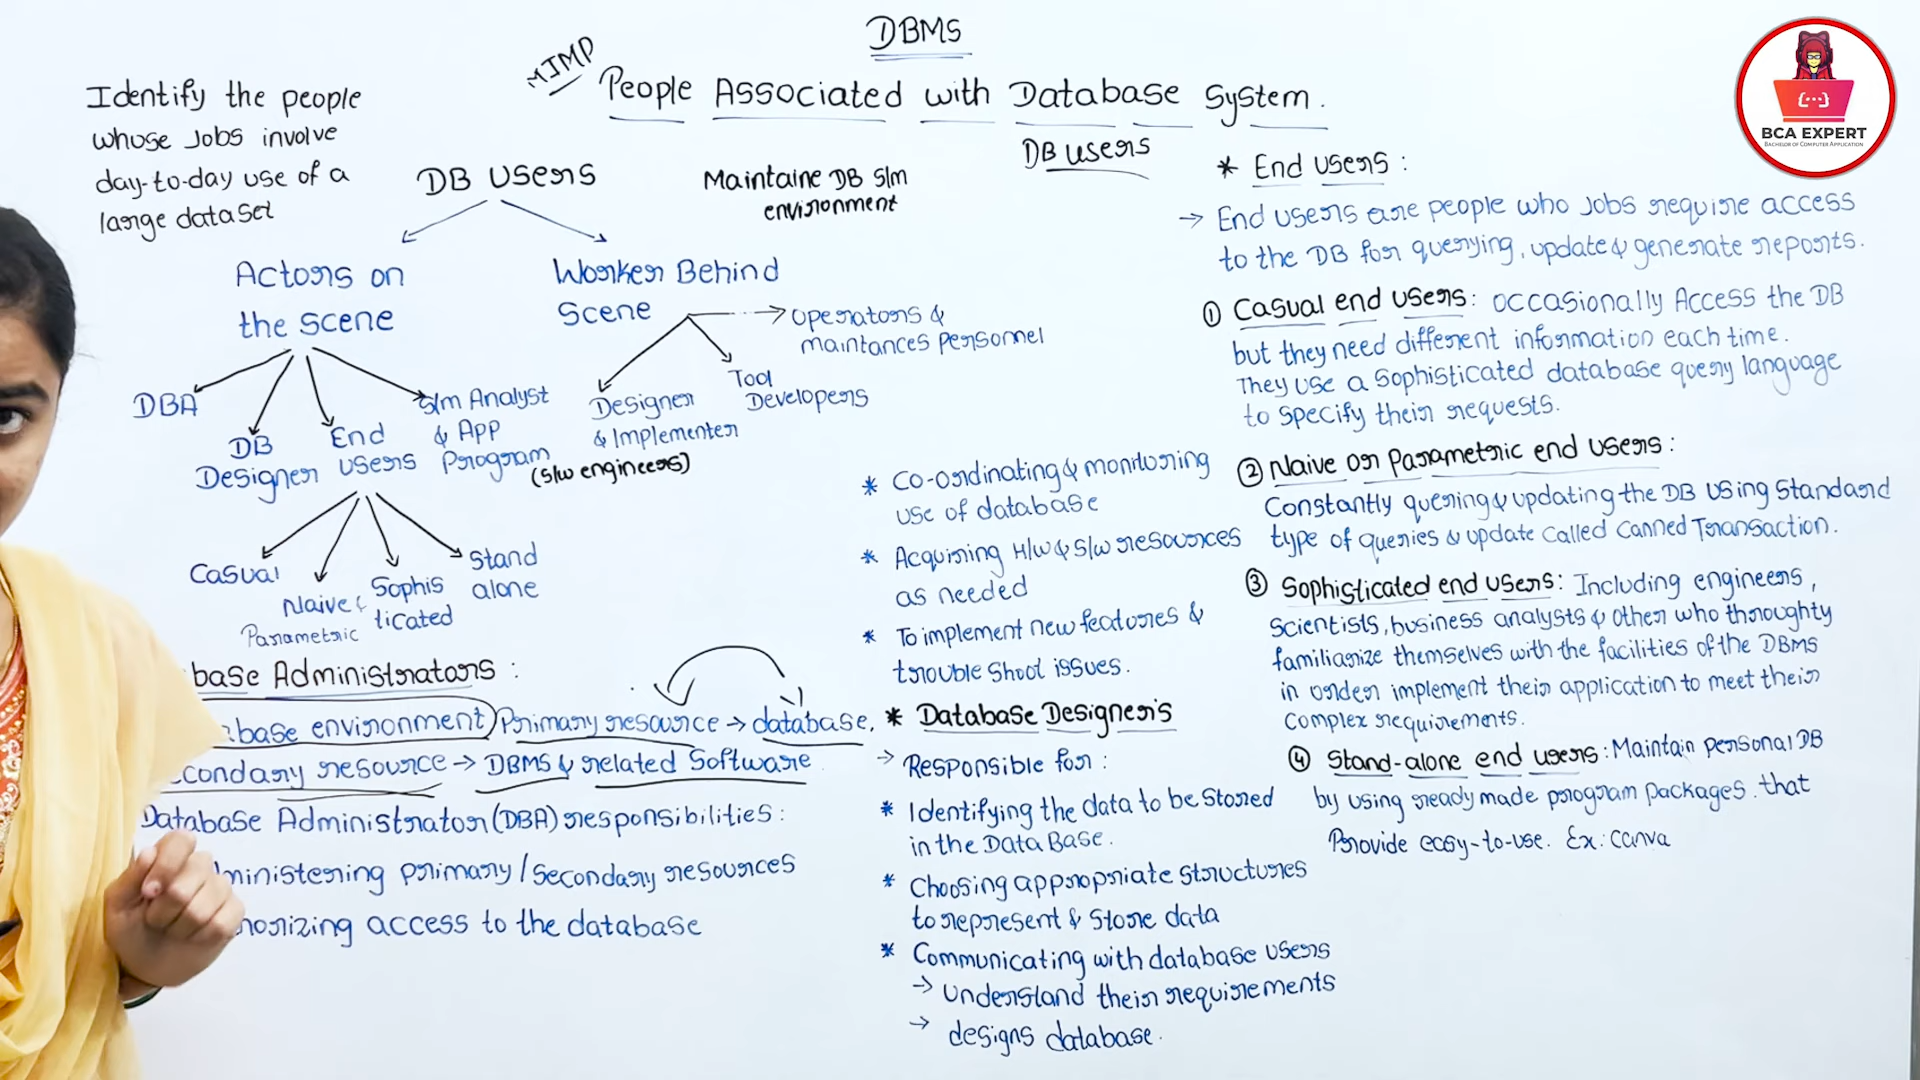 DBMS
MIMP
People Associated with Database System.
DB users
Identify the people
whose Jobs involve
day-to-day use of a
large dataset
DB users
Maintaine DB s/m
environment
Actors on
the scene
Worker Behind
Scene
operators &
maintances personnel
DBA
DB
Designer
End
users
s/m Analyst
& App
Program
Designer
& Implementer
(s/w engineers)
Tool
Developers
Casual
Naive &
Parametric
Sophis
ticated
Stand
alone
base Administrators :
base environment Primary resource → database.
condary resource → DBMS & related Software
Database Administrator (DBA) responsibilities :
ministering primary / secondary resources
horizing access to the database
* Co-ordinating & monitoring
use of database
* Acquiring H/w & S/w resources
as needed
* To implement new features &
trouble shoot issues.
* Database Designer's
→ Responsible for :
* Identifying the data to be stored
in the Data Base.
* Choosing appropriate structures
to represent & store data
* Communicating with database users
→ understand their requirements
→ designs database.
* End users :
→ End users are people who jobs require access
to the DB for querying, update & generate reports.
① Casual end users : occasionally Access the DB
but they need different information each time.
They use a sophisticated database query language
to specify their requests.
② Naive or Parametric end users :
Constantly quering & updating the DB using standard
type of queries & update called canned Transaction.
③ Sophisticated end users : Including engineers,
scientists, business analysts & other who throughty
familiarize themselves with the facilities of the DBMS
in order implement their application to meet their
complex requirements.
④ Stand-alone end users : Maintain personal DB
by using ready made program packages. that
Provide easy-to-use. Ex: canva
{...}
BCA EXPERT
BACHELOR OF COMPUTER APPLICATION